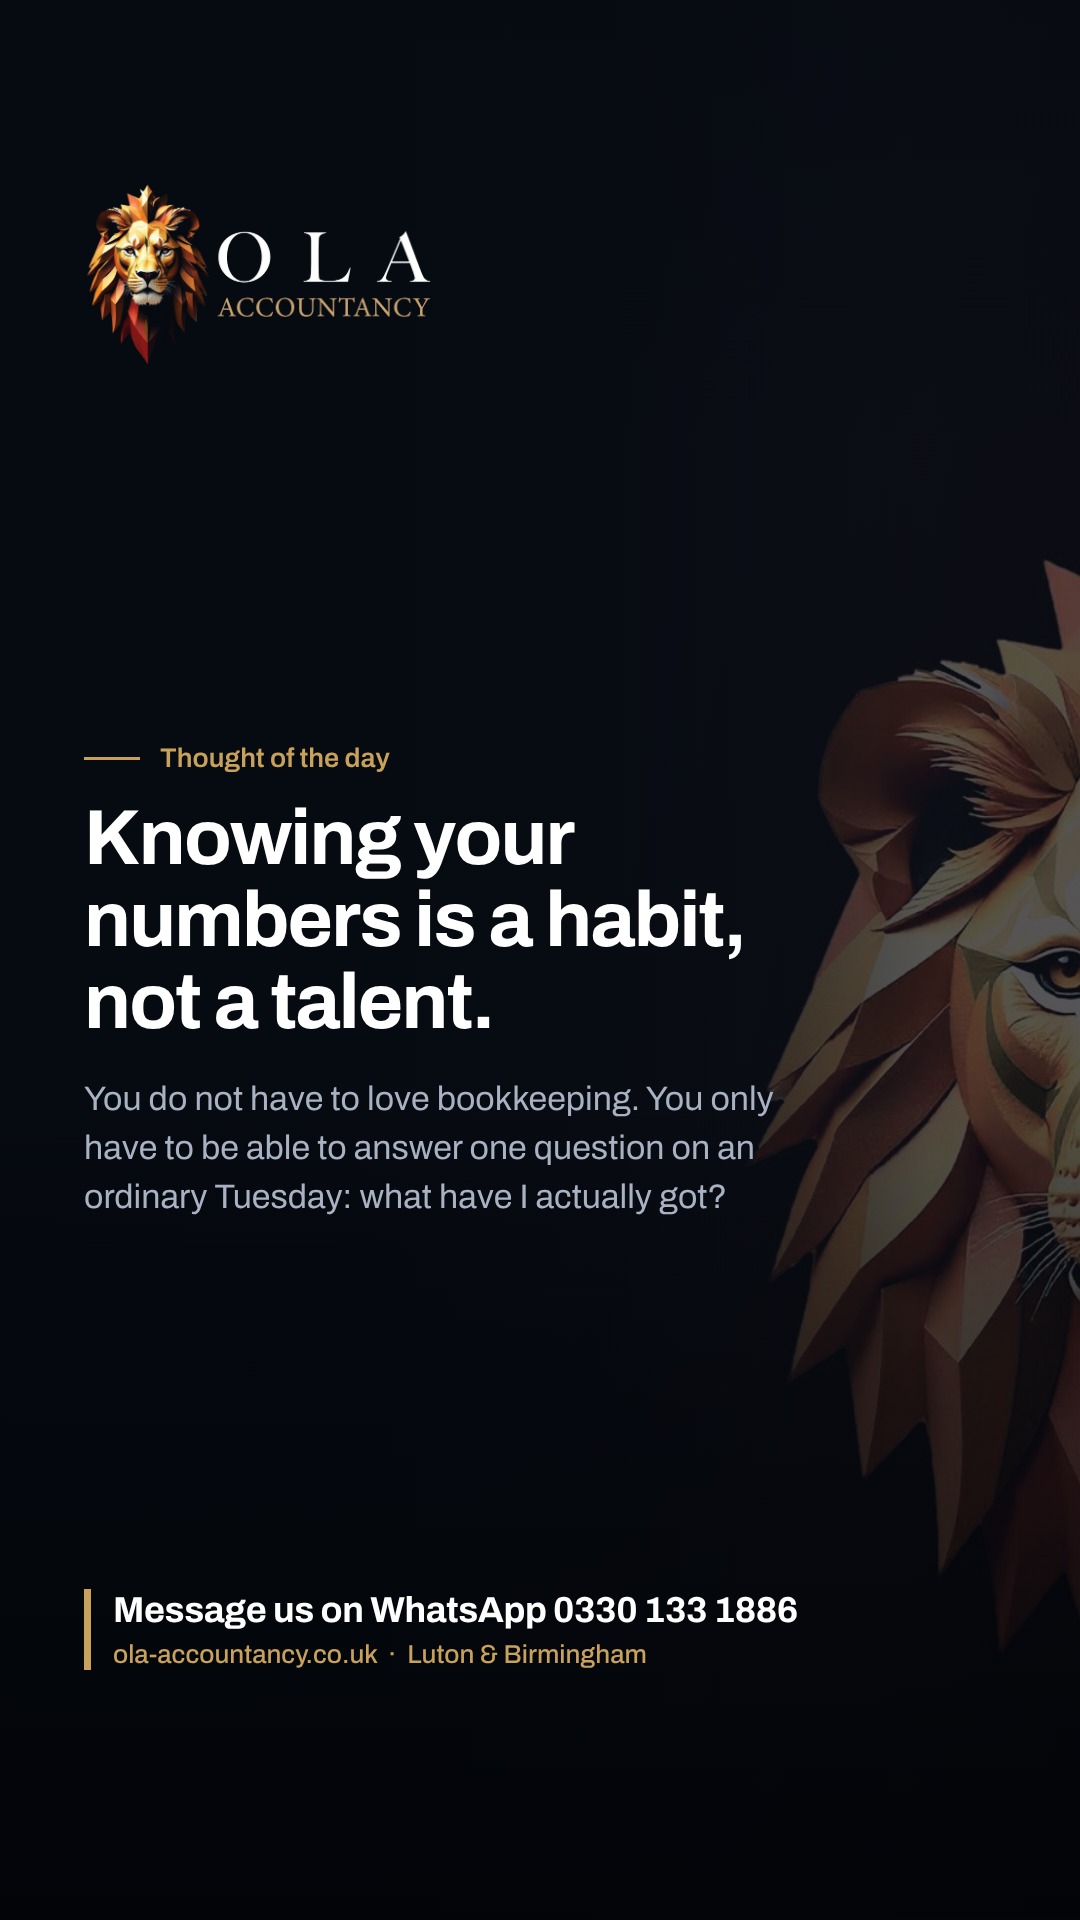 OLA
ACCOUNTANCY
Thought of the day
Knowing your
numbers is a habit,
not a talent.
You do not have to love bookkeeping. You only
have to be able to answer one question on an
ordinary Tuesday: what have I actually got?
Message us on WhatsApp 0330 133 1886
ola-accountancy.co.uk · Luton & Birmingham